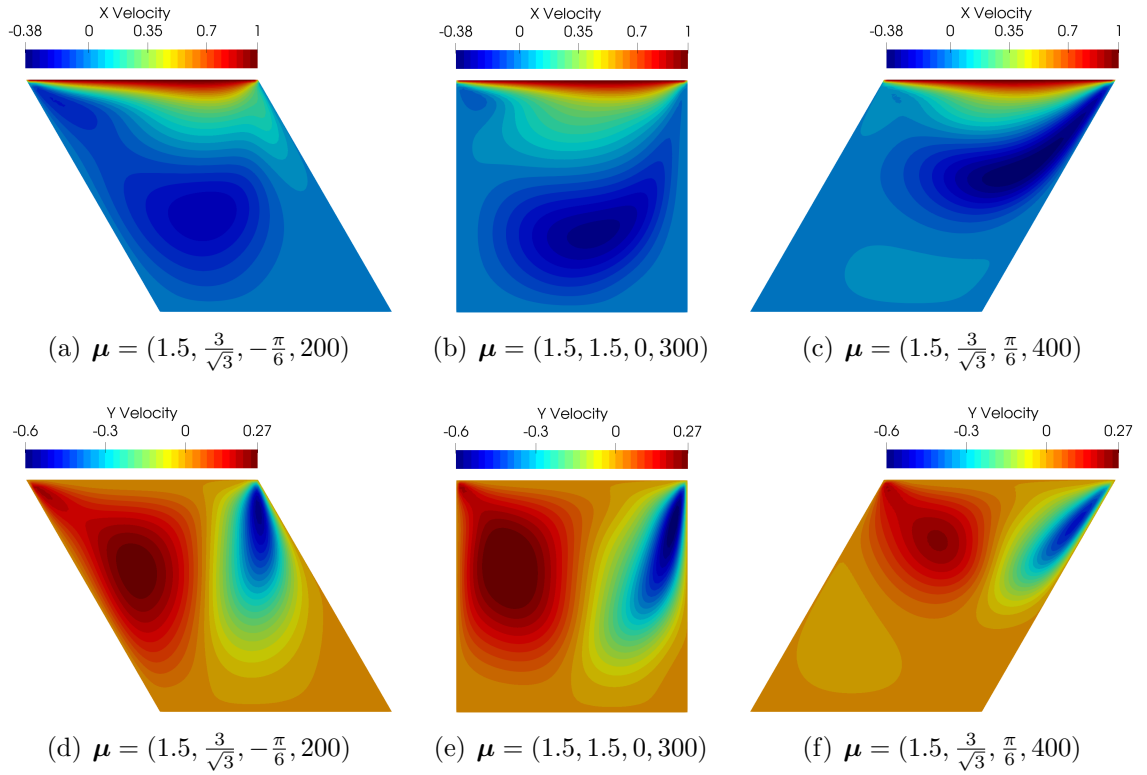 X Velocity
-0.38 0 0.35 0.7 1
X Velocity
-0.38 0 0.35 0.7 1
X Velocity
-0.38 0 0.35 0.7 1
(a) μ = (1.5, 3/√3, −π/6, 200)
(b) μ = (1.5, 1.5, 0, 300)
(c) μ = (1.5, 3/√3, π/6, 400)
Y Velocity
-0.6 -0.3 0 0.27
Y Velocity
-0.6 -0.3 0 0.27
Y Velocity
-0.6 -0.3 0 0.27
(d) μ = (1.5, 3/√3, −π/6, 200)
(e) μ = (1.5, 1.5, 0, 300)
(f) μ = (1.5, 3/√3, π/6, 400)